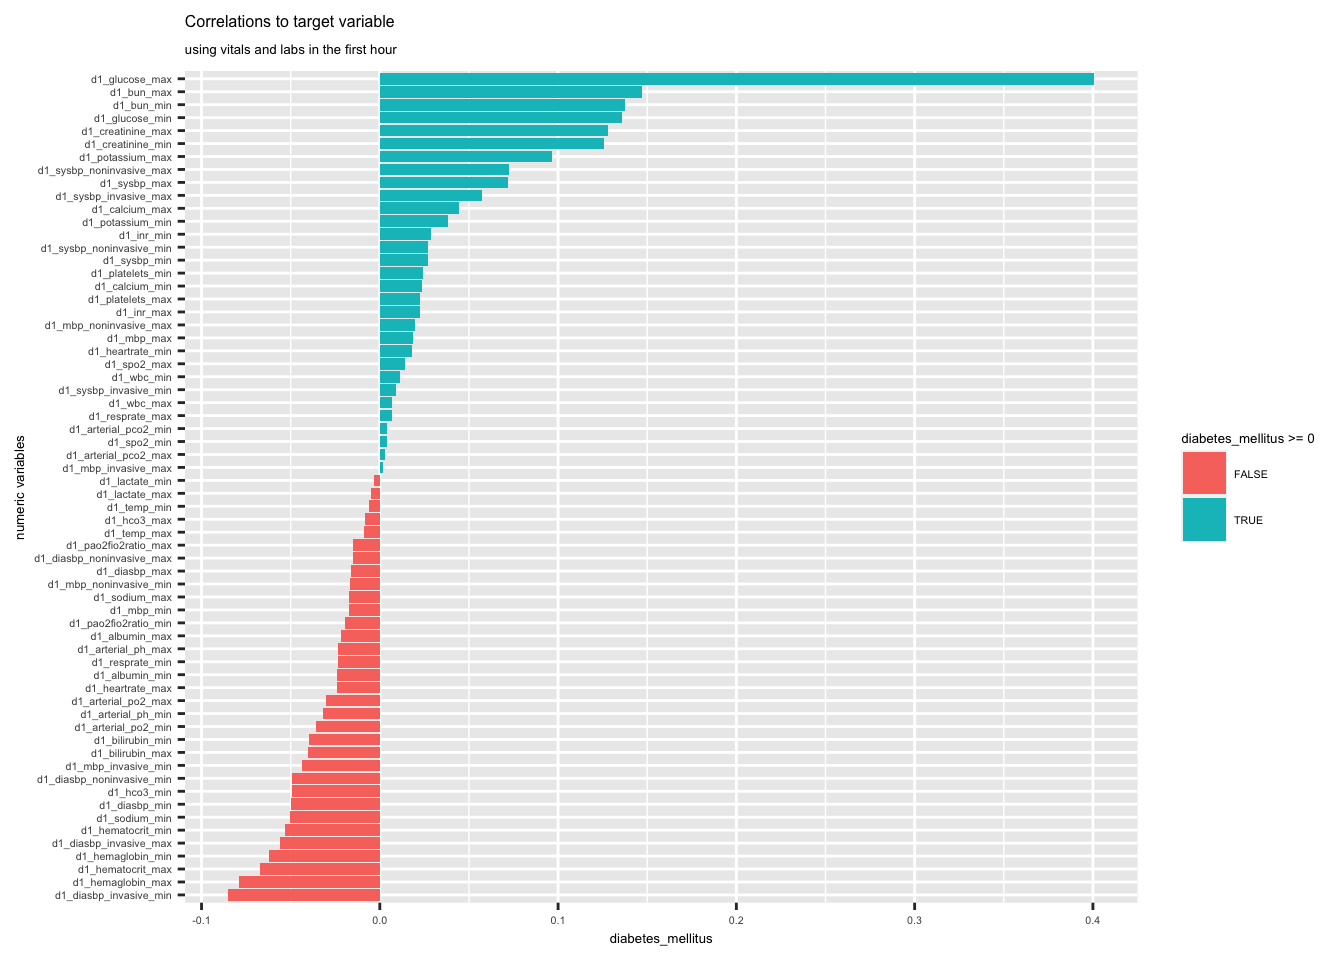 Correlations to target variable
using vitals and labs in the first hour
d1_glucose_max
d1_bun_max
d1_bun_min
d1_glucose_min
d1_creatinine_max
d1_creatinine_min
d1_potassium_max
d1_sysbp_noninvasive_max
d1_sysbp_max
d1_sysbp_invasive_max
d1_calcium_max
d1_potassium_min
d1_inr_min
d1_sysbp_noninvasive_min
d1_sysbp_min
d1_platelets_min
d1_calcium_min
d1_platelets_max
d1_inr_max
d1_mbp_noninvasive_max
d1_mbp_max
d1_heartrate_min
d1_spo2_max
d1_wbc_min
d1_sysbp_invasive_min
d1_wbc_max
d1_resprate_max
d1_arterial_pco2_min
d1_spo2_min
d1_arterial_pco2_max
d1_mbp_invasive_max
d1_lactate_min
d1_lactate_max
d1_temp_min
d1_hco3_max
d1_temp_max
d1_pao2fio2ratio_max
d1_diasbp_noninvasive_max
d1_diasbp_max
d1_mbp_noninvasive_min
d1_sodium_max
d1_mbp_min
d1_pao2fio2ratio_min
d1_albumin_max
d1_arterial_ph_max
d1_resprate_min
d1_albumin_min
d1_heartrate_max
d1_arterial_po2_max
d1_arterial_ph_min
d1_arterial_po2_min
d1_bilirubin_min
d1_bilirubin_max
d1_mbp_invasive_min
d1_diasbp_noninvasive_min
d1_hco3_min
d1_diasbp_min
d1_sodium_min
d1_hematocrit_min
d1_diasbp_invasive_max
d1_hemaglobin_min
d1_hematocrit_max
d1_hemaglobin_max
d1_diasbp_invasive_min
numeric variables
-0.1 0.0 0.1 0.2 0.3 0.4
diabetes_mellitus
diabetes_mellitus >= 0
FALSE
TRUE